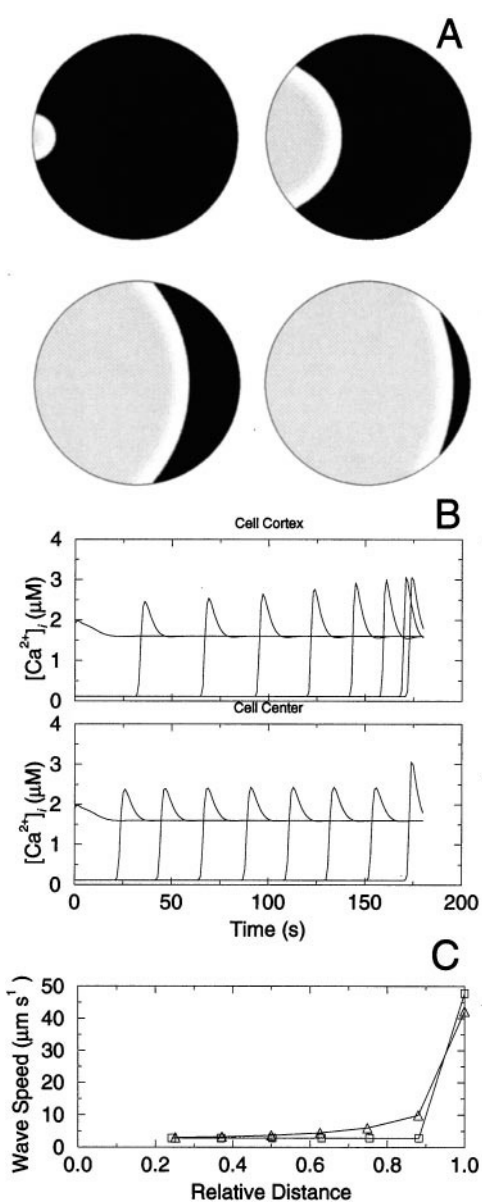 A
B
Cell Cortex
[Ca²⁺]ᵢ (μM)
4
3
2
1
0
Cell Center
[Ca²⁺]ᵢ (μM)
4
3
2
1
0
0 50 100 150 200
Time (s)
C
Wave Speed (μm s¹)
50
40
30
20
10
0
0.0 0.2 0.4 0.6 0.8 1.0
Relative Distance